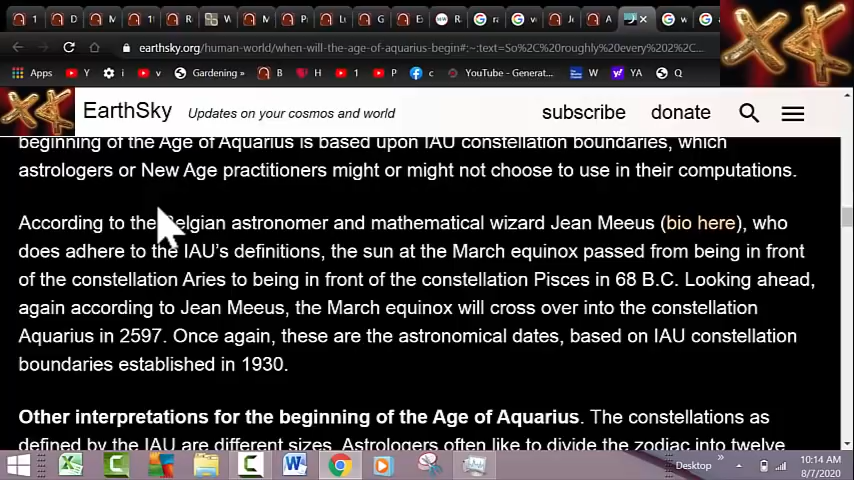 D
M
1
R
W
A
M
P
L
P
G
E
R
ra
v
J
A
w
g
earthsky.org/human-world/when-will-the-age-of-aquarius-begin#:~:text=So%2C%20roughly%20every%202%2C...
Apps
Y
i
v
Gardening »
B
H
1
P
c
YouTube - Generat...
W
YA
Q
EarthSky
Updates on your cosmos and world
subscribe
donate
beginning of the Age of Aquarius is based upon IAU constellation boundaries, which
astrologers or New Age practitioners might or might not choose to use in their computations.
According to the Belgian astronomer and mathematical wizard Jean Meeus (bio here), who
does adhere to the IAU’s definitions, the sun at the March equinox passed from being in front
of the constellation Aries to being in front of the constellation Pisces in 68 B.C. Looking ahead,
again according to Jean Meeus, the March equinox will cross over into the constellation
Aquarius in 2597. Once again, these are the astronomical dates, based on IAU constellation
boundaries established in 1930.
Other interpretations for the beginning of the Age of Aquarius. The constellations as
defined by the IAU are different sizes. Astrologers often like to divide the zodiac into twelve
Desktop
10:14 AM
8/7/2020